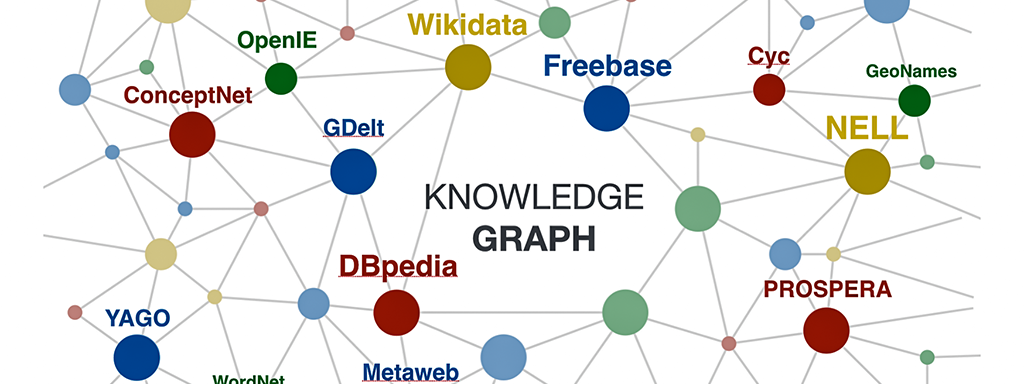 Wikidata
OpenIE
Freebase
Cyc
GeoNames
ConceptNet
GDelt
NELL
KNOWLEDGE
GRAPH
DBpedia
PROSPERA
YAGO
Metaweb
WordNet